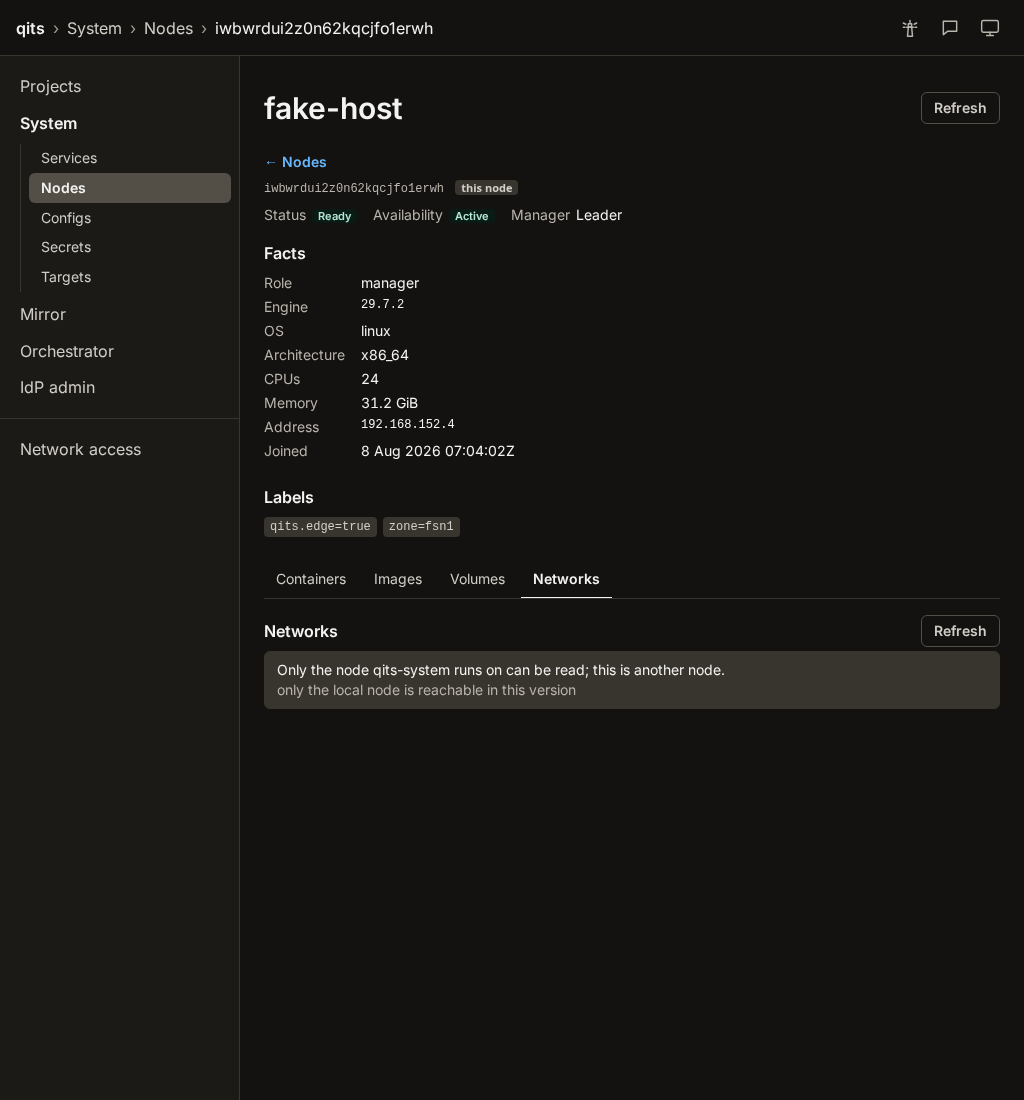 qits › System › Nodes › iwbwrdui2z0n62kqcjfo1erwh
Projects
System
Services
Nodes
Configs
Secrets
Targets
Mirror
Orchestrator
IdP admin
Network access
fake-host
Refresh
← Nodes
iwbwrdui2z0n62kqcjfo1erwh this node
Status Ready Availability Active Manager Leader
Facts
Role manager
Engine 29.7.2
OS linux
Architecture x86_64
CPUs 24
Memory 31.2 GiB
Address 192.168.152.4
Joined 8 Aug 2026 07:04:02Z
Labels
qits.edge=true zone=fsn1
Containers Images Volumes Networks
Networks
Refresh
Only the node qits-system runs on can be read; this is another node.
only the local node is reachable in this version